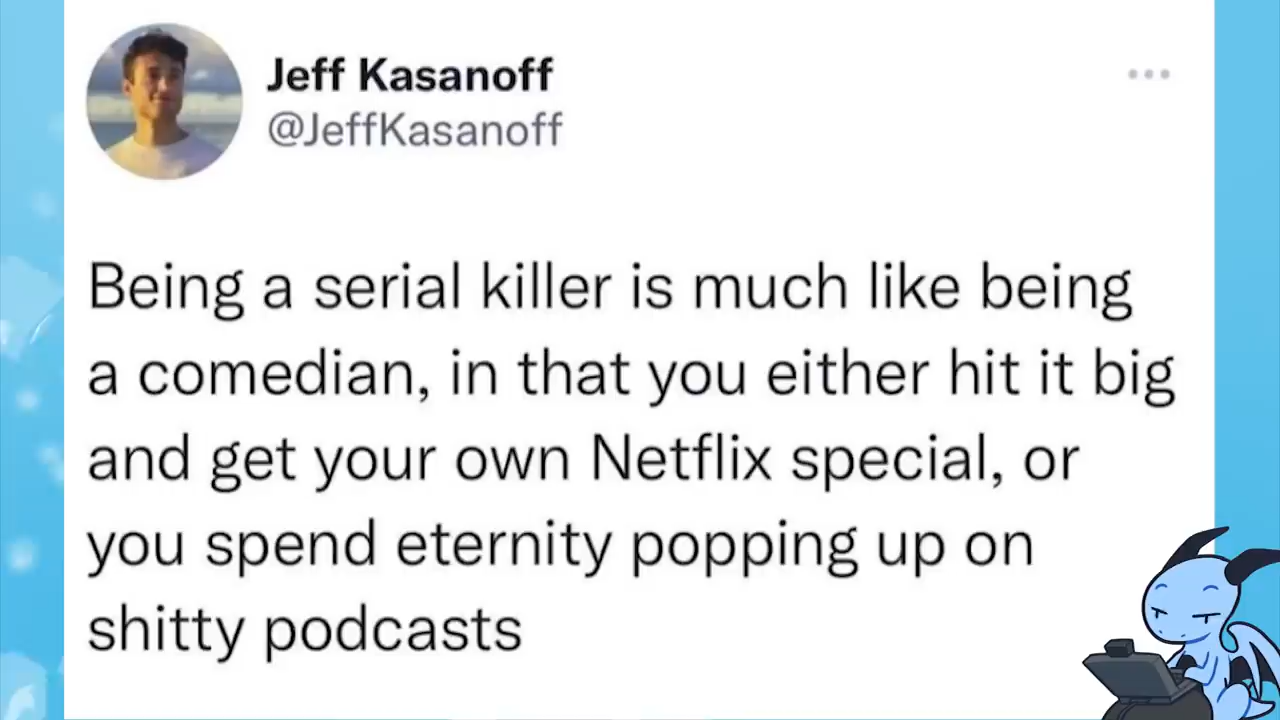 Jeff Kasanoff
@JeffKasanoff
Being a serial killer is much like being
a comedian, in that you either hit it big
and get your own Netflix special, or
you spend eternity popping up on
shitty podcasts